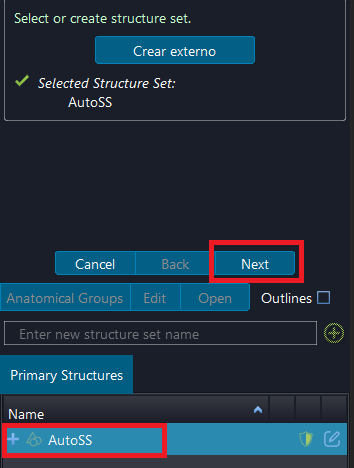 Select or create structure set.
Crear externo
Selected Structure Set:
AutoSS
Cancel Back Next
Anatomical Groups Edit Open Outlines
Enter new structure set name
Primary Structures
Name
AutoSS